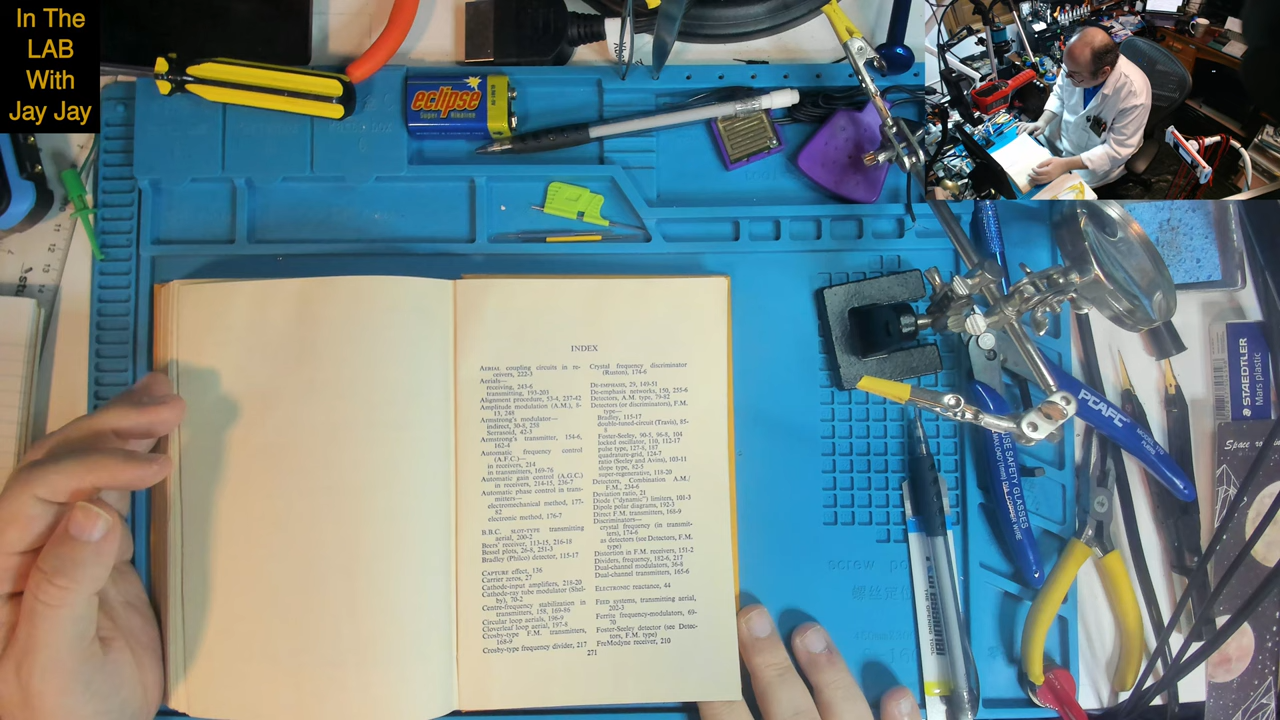 In The
LAB
With
Jay Jay
eclipse
Super Alkaline
INDEX
AERIAL coupling circuits in re-
ceivers, 222-3
Aerials—
receiving, 243-6
transmitting, 193-203
Alignment procedure, 53-4, 237-42
Amplitude modulation (A.M.), 8-
13, 248
Armstrong's modulator—
indirect, 30-8, 258
Serrasoid, 42-3
Armstrong's transmitter, 154-6,
162-4
Automatic frequency control
(A.F.C.)—
in receivers, 214
in transmitters, 169-76
Automatic gain control (A.G.C.)
in receivers, 214-15, 236-7
Automatic phase control in trans-
mitters—
electromechanical method, 177-
82
electronic method, 176-7
B.B.C. SLOT-TYPE transmitting
aerial, 200-2
Beers' receiver, 113-15, 216-18
Bessel plots, 26-8, 251-3
Bradley (Philco) detector, 115-17
CAPTURE effect, 136
Carrier zeros, 27
Cathode-input amplifiers, 218-20
Cathode-ray tube modulator (Shel-
by), 70-2
Centre-frequency stabilization in
transmitters, 158, 169-86
Circular loop aerials, 196-9
Cloverleaf loop aerial, 197-8
Crosby-type F.M. transmitters,
168-9
Crosby-type frequency divider, 217
Crystal frequency discriminator
(Ruston), 174-6
DE-EMPHASIS, 29, 149-51
De-emphasis networks, 150, 255-6
Detectors, A.M. type, 79-82
Detectors (or discriminators), F.M.
type—
Bradley, 115-17
double-tuned-circuit (Travis), 85-
8
Foster-Seeley, 90-5, 96-8, 104
locked oscillator, 110, 112-17
pulse type, 127-8, 187
quadrature-grid, 124-7
ratio (Seeley and Avins), 103-11
slope type, 82-5
super-regenerative, 118-20
Detectors, Combination A.M./
F.M., 234-6
Deviation ratio, 21
Diode ("dynamic") limiters, 101-3
Dipole polar diagrams, 192-3
Direct F.M. transmitters, 168-9
Discriminators—
crystal frequency (in transmit-
ters), 174-6
as detectors (see Detectors, F.M.
type)
Distortion in F.M. receivers, 151-2
Dividers, frequency, 182-6, 217
Dual-channel modulators, 36-8
Dual-channel transmitters, 165-6
ELECTRONIC reactance, 44
FEED systems, transmitting aerial,
202-3
Ferrite frequency-modulators, 69-
70
Foster-Seeley detector (see Detec-
tors, F.M. type)
FreModyne receiver, 210
271
PCAFC
USE SAFETY GLASSES
STAEDTLER
Mars plastic
THE OPENING TOOL
screw po